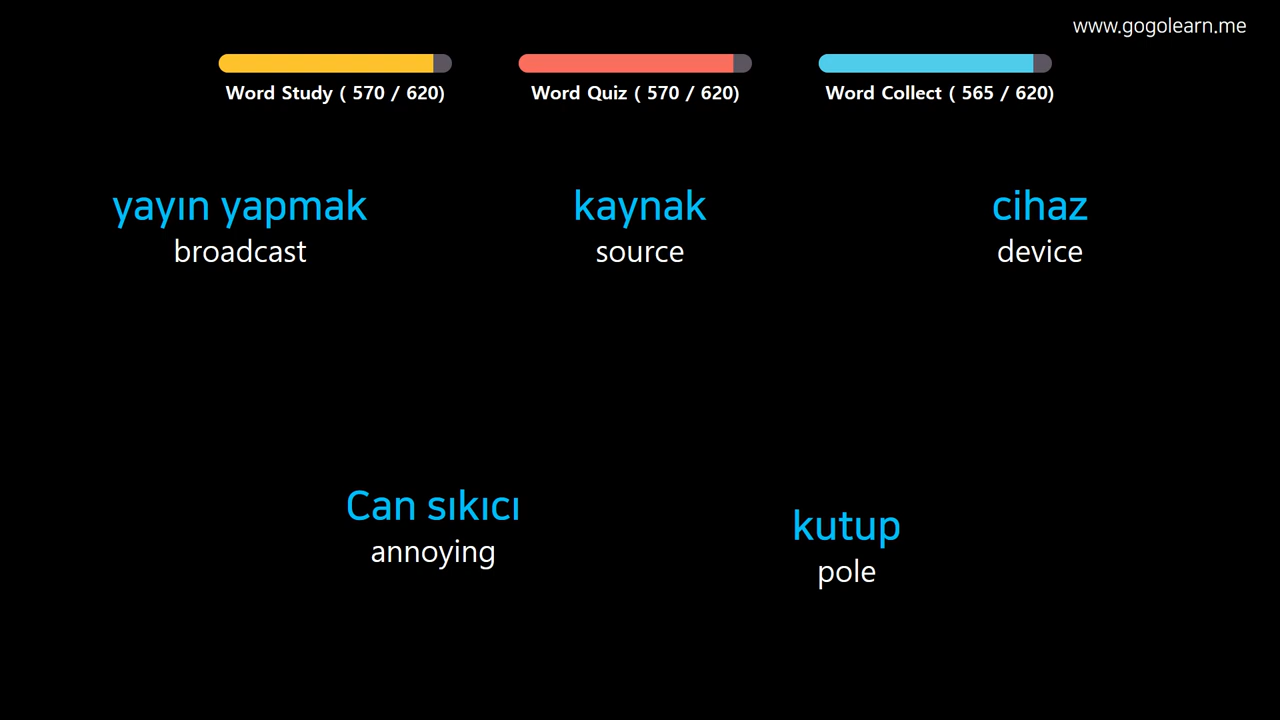 www.gogolearn.me
Word Study ( 570 / 620)
Word Quiz ( 570 / 620)
Word Collect ( 565 / 620)
yayın yapmak
broadcast
kaynak
source
cihaz
device
Can sıkıcı
annoying
kutup
pole